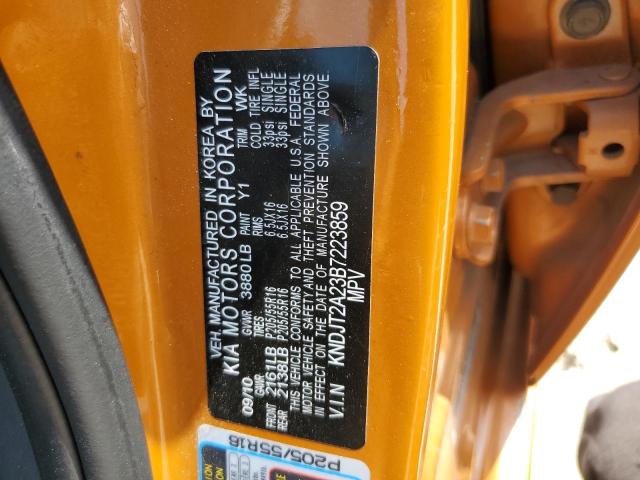 VEH. MANUFACTURED IN KOREA BY
KIA MOTORS CORPORATION
09/10 GVWR 3880LB PAINT Y1 TRIM WK
GAWR TIRES RIMS COLD TIRE INFL
FRONT 2161LB P205/55R16 6.5JX16 33psi SINGLE
REAR 2138LB P205/55R16 6.5JX16 33psi SINGLE
THIS VEHICLE CONFORMS TO ALL APPLICABLE U.S.A. FEDERAL
MOTOR VEHICLE SAFETY AND THEFT PREVENTION STANDARDS
IN EFFECT ON THE DATE OF MANUFACTURE SHOWN ABOVE.
V.I.N KNDJT2A23B7223859
MPV
P205/55R16